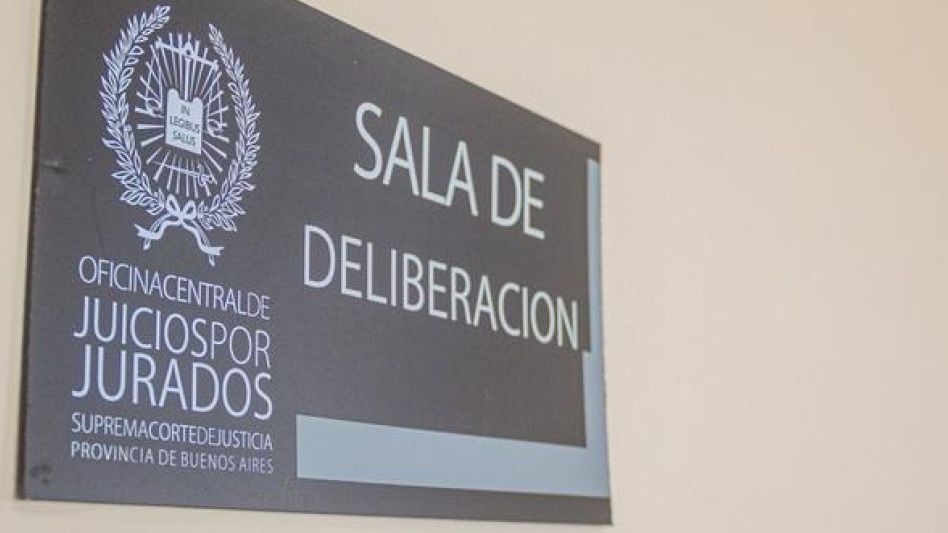 IN
LEGIBUS
SALUS
OFICINACENTRALDE
JUICIOSPOR
JURADOS
SUPREMACORTEDEJUSTICIA
PROVINCIA DE BUENOS AIRES
SALA DE
DELIBERACION